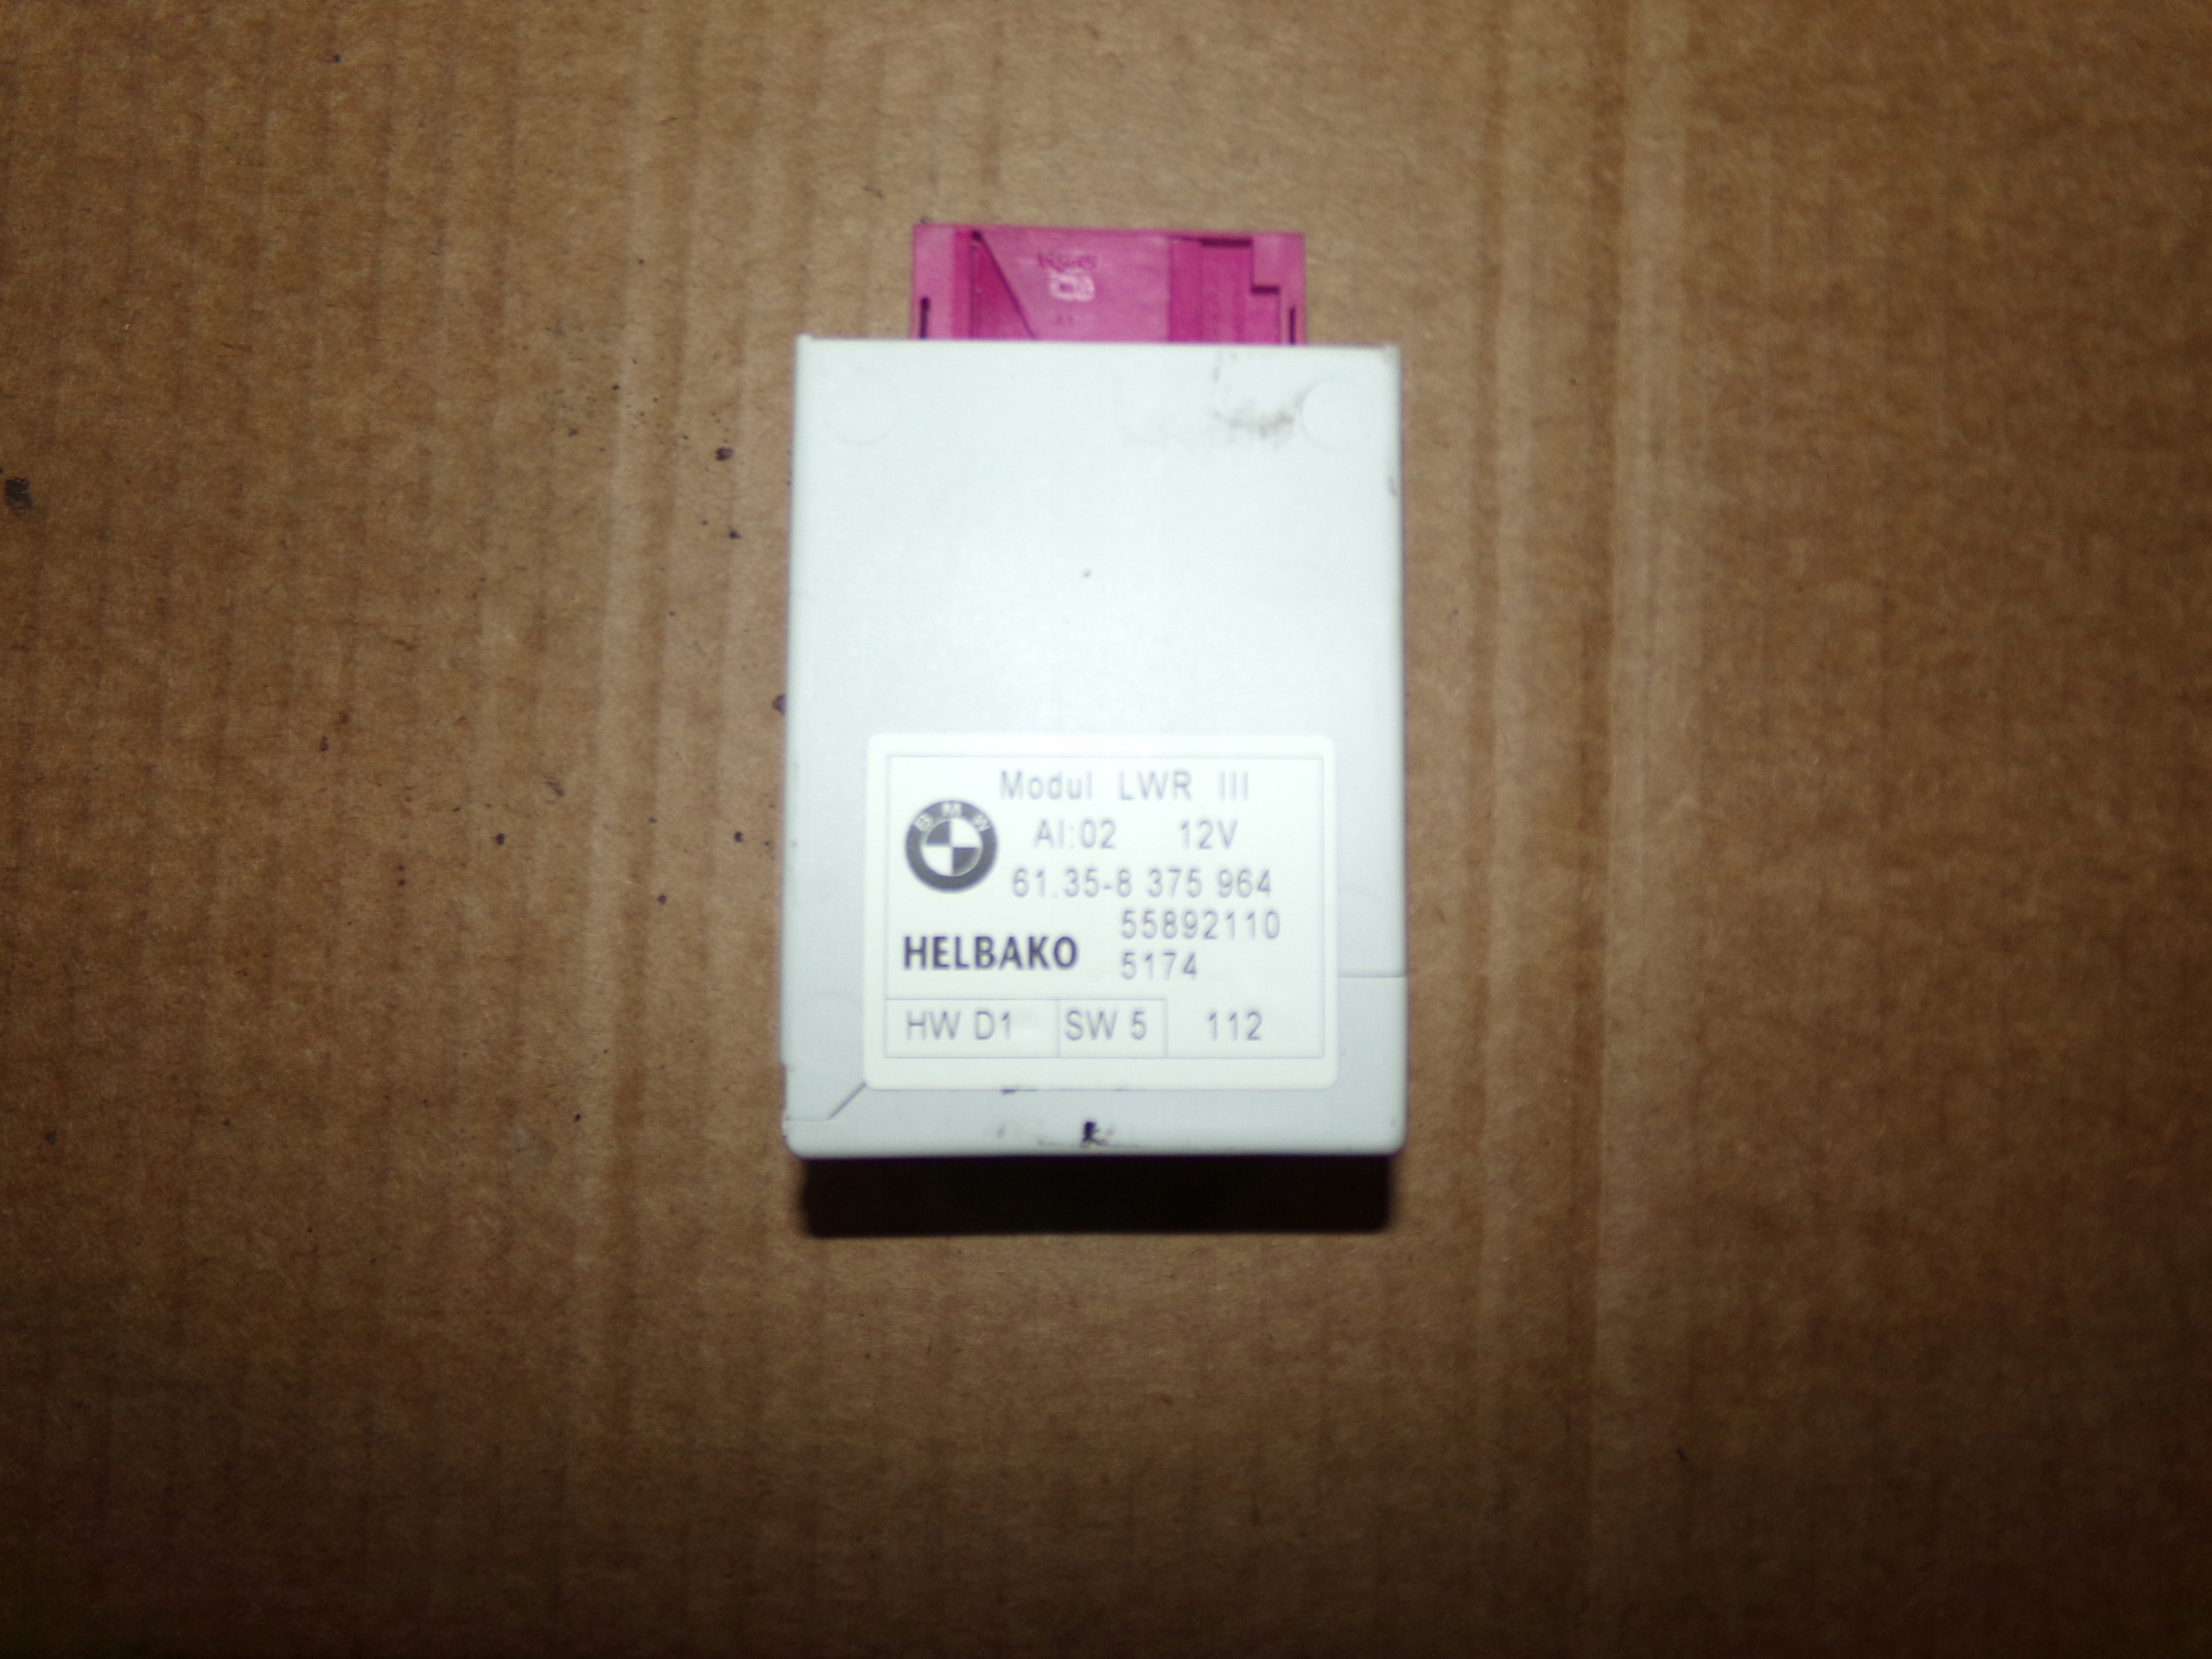 Modul LWR III
BMW
AI:02 12V
61.35-8 375 964
55892110
HELBAKO
5174
HW D1 SW 5 112